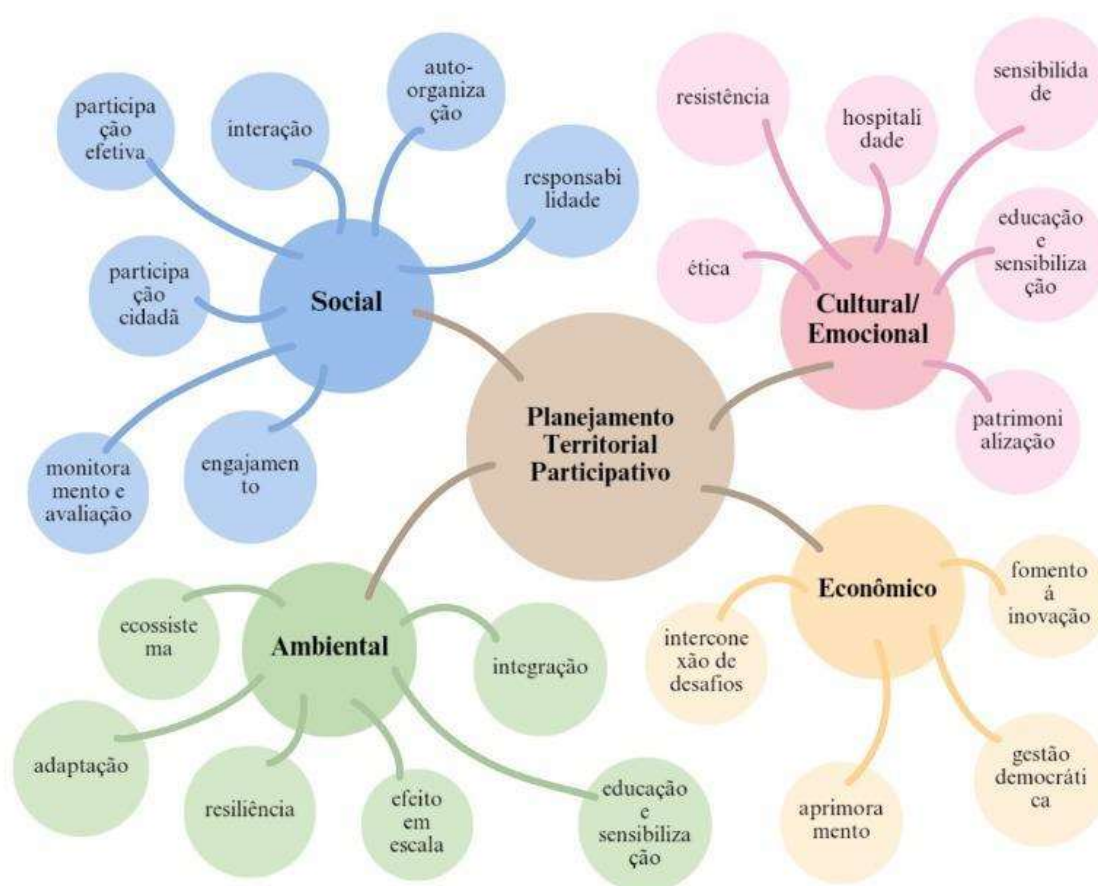 participa
ção
efetiva
interação
auto-
organiza
ção
responsabi
lidade
participa
ção
cidadã
Social
monitora
mento e
avaliação
engajamen
to
resistência
hospitali
dade
sensibilida
de
ética
educação
e
sensibiliza
ção
Cultural/
Emocional
patrimoni
alização
Planejamento
Territorial
Participativo
ecossiste
ma
Ambiental
integração
adaptação
resiliência
efeito
em
escala
educação
e
sensibiliza
ção
Econômico
fomento
á
inovação
intercone
xão de
desafios
aprimora
mento
gestão
democráti
ca